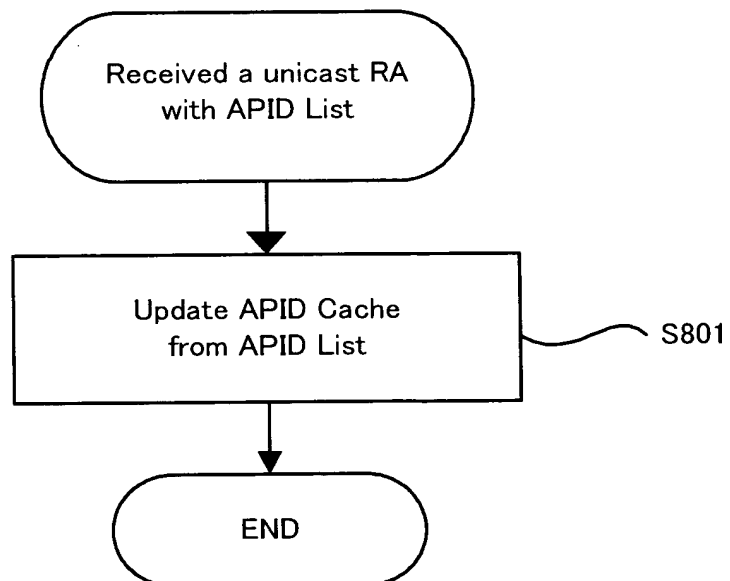 Received a unicast RA
with APID List
Update APID Cache
from APID List
S801
END